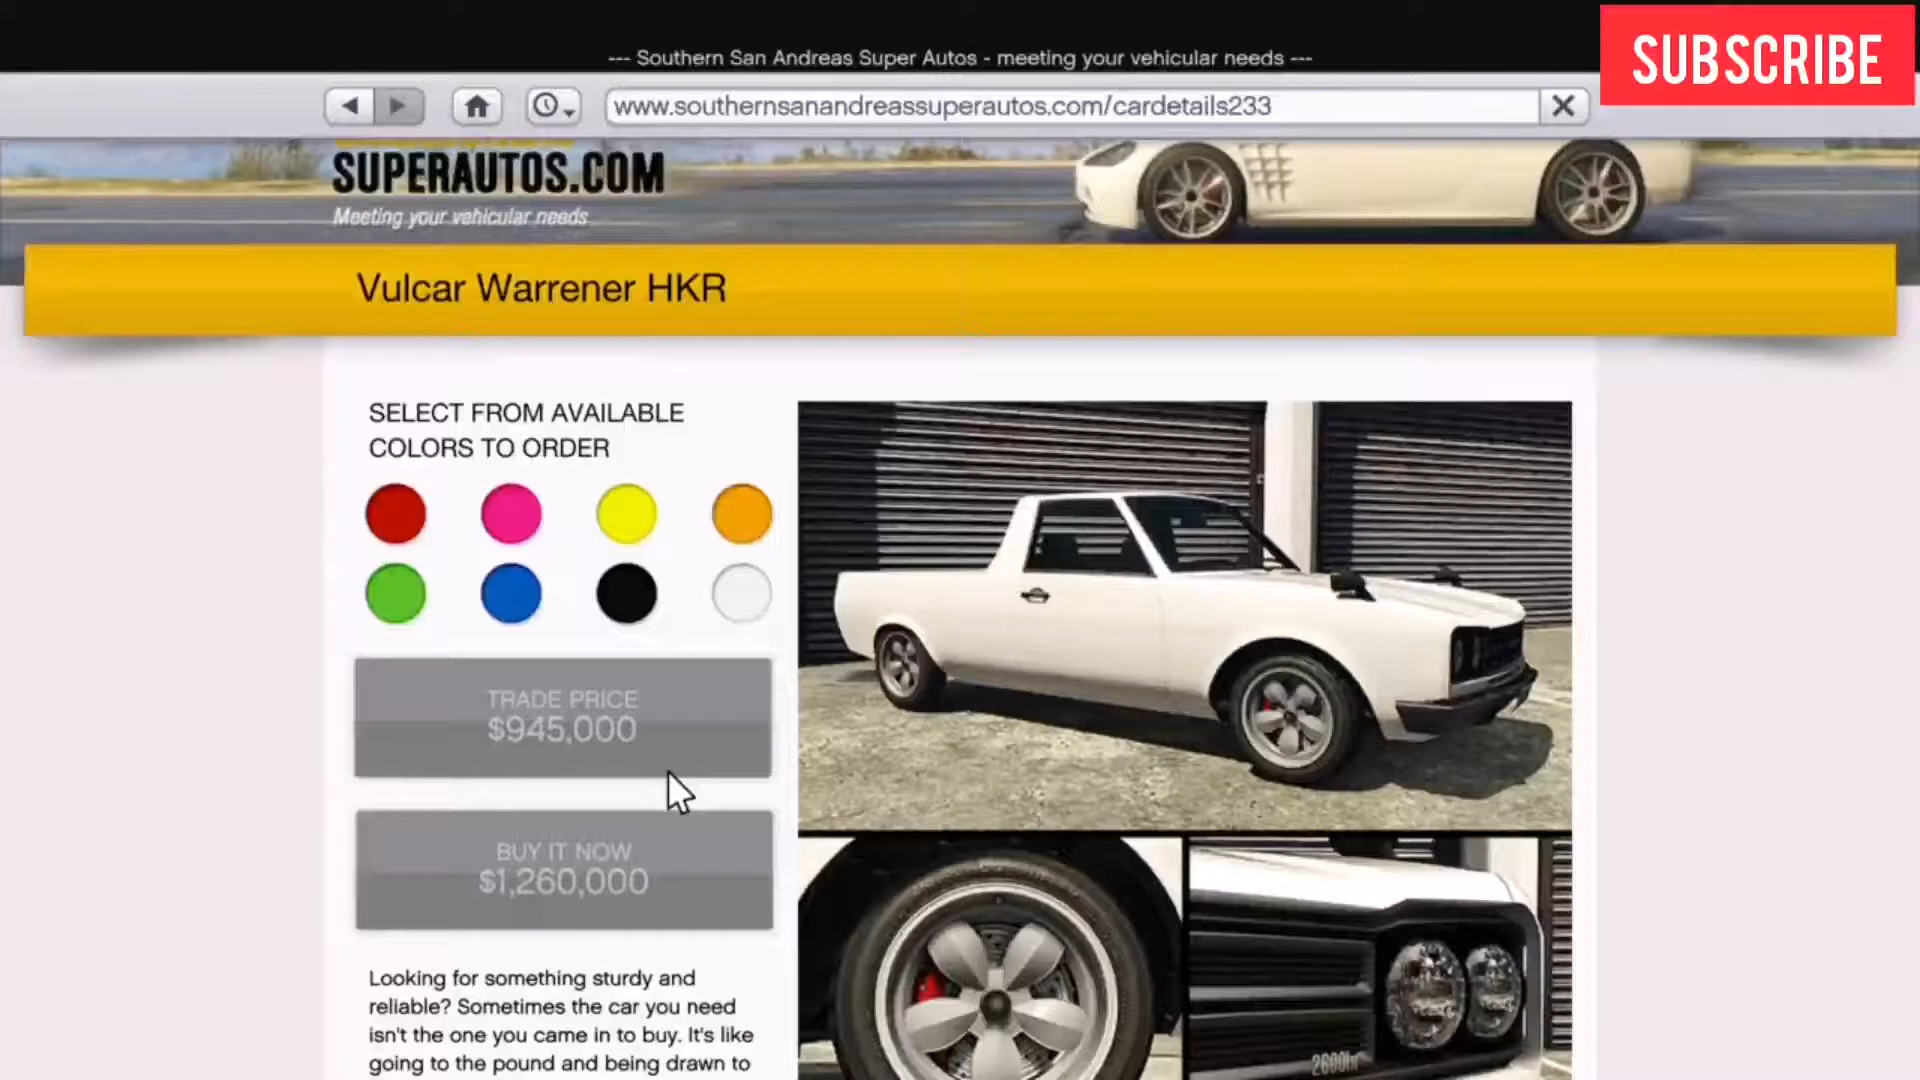 --- Southern San Andreas Super Autos - meeting your vehicular needs ---
SUBSCRIBE
www.southernsanandreassuperautos.com/cardetails233
SUPERAUTOS.COM
Meeting your vehicular needs
Vulcar Warrener HKR
SELECT FROM AVAILABLE
COLORS TO ORDER
TRADE PRICE
$945,000
BUY IT NOW
$1,260,000
Looking for something sturdy and
reliable? Sometimes the car you need
isn't the one you came in to buy. It's like
going to the pound and being drawn to